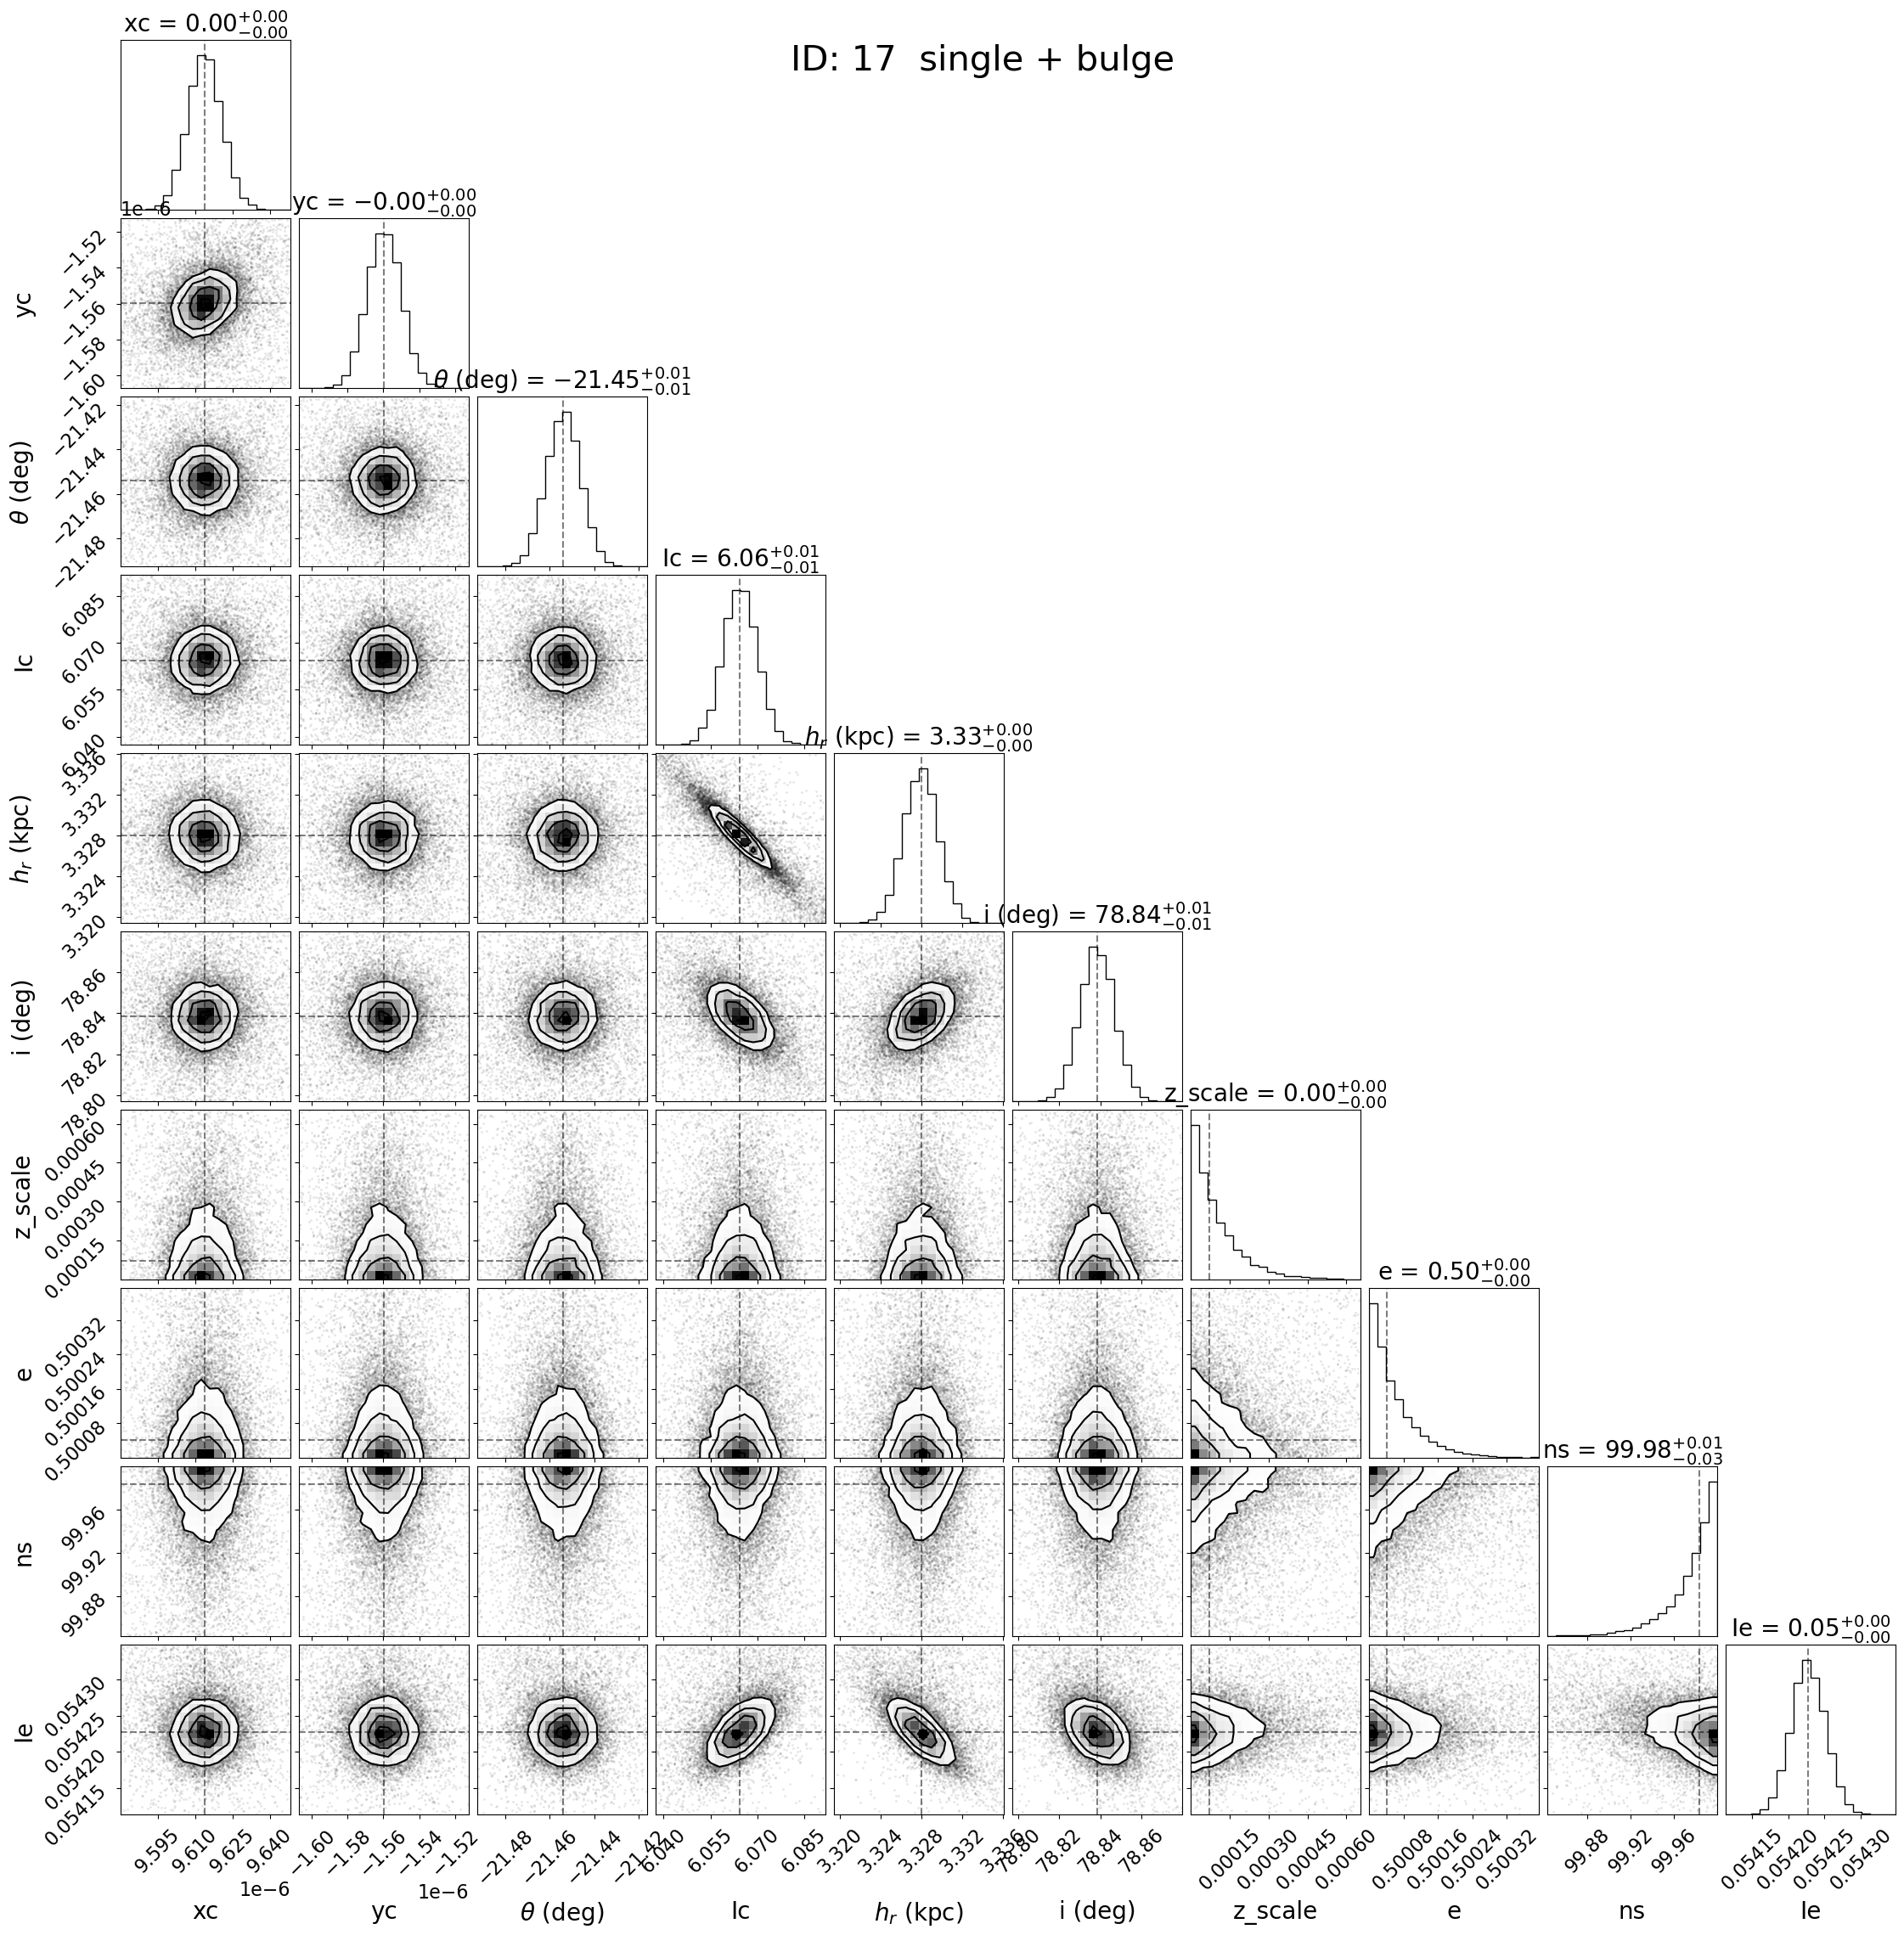 ID: 17  single + bulge
xc = 0.00+0.00−0.00
1e−6
yc = −0.00+0.00−0.00
−1.52
−1.54
−1.56
−1.58
−1.60
yc
θ (deg) = −21.45+0.01−0.01
−21.42
−21.44
−21.46
−21.48
θ (deg)
Ic = 6.06+0.01−0.01
6.085
6.070
6.055
6.040
Ic
h_r (kpc) = 3.33+0.00−0.00
3.336
3.332
3.328
3.324
3.320
h_r (kpc)
i (deg) = 78.84+0.01−0.01
78.86
78.84
78.82
78.80
i (deg)
z_scale = 0.00+0.00−0.00
0.00060
0.00045
0.00030
0.00015
z_scale
e = 0.50+0.00−0.00
0.50032
0.50024
0.50016
0.50008
e
ns = 99.98+0.01−0.03
99.96
99.92
99.88
ns
Ie = 0.05+0.00−0.00
0.05430
0.05425
0.05420
0.05415
Ie
9.595 9.610 9.625 9.640
−1.60 −1.58 −1.56 −1.54 −1.52
−21.48 −21.46 −21.44 −21.42
6.040 6.055 6.070 6.085
3.320 3.324 3.328 3.332 3.336
78.80 78.82 78.84 78.86
0.00015 0.00030 0.00045 0.00060
0.50008 0.50016 0.50024 0.50032
99.88 99.92 99.96
0.05415 0.05420 0.05425 0.05430
1e−6 1e−6
xc yc θ (deg) Ic h_r (kpc) i (deg) z_scale e ns Ie